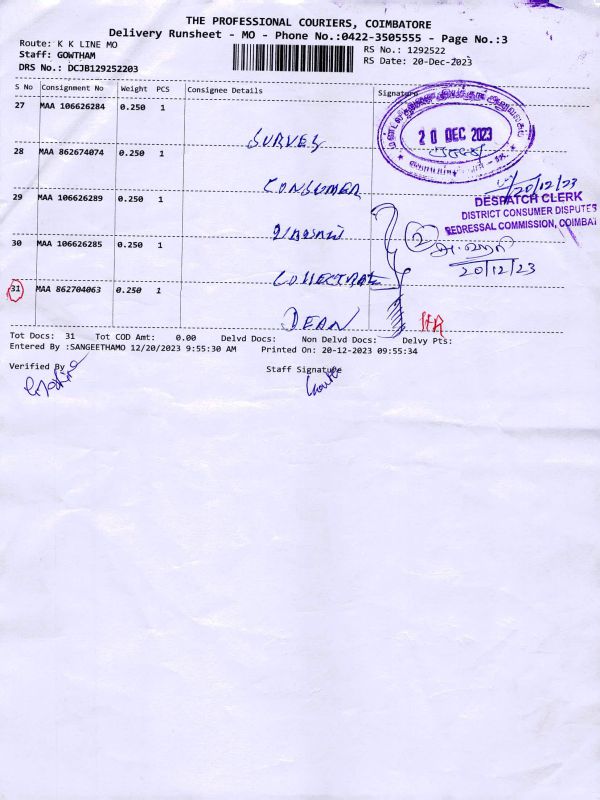 THE PROFESSIONAL COURIERS, COIMBATORE
Delivery Runsheet - MO - Phone No.:0422-3505555 - Page No.:3
Route: K K LINE MO
RS No.: 1292522
Staff: GOWTHAM
RS Date: 20-Dec-2023
DRS No.: DCJB129252203
S No Consignment No Weight PCS Consignee Details Signature
27 MAA 106626284 0.250 1
SURVEY
20 DEC 2023
28 MAA 862674074 0.250 1
CONSUMER
20/12/23
DESPATCH CLERK
DISTRICT CONSUMER DISPUTES
REDRESSAL COMMISSION, COIMBAT
29 MAA 106626289 0.250 1
30 MAA 106626285 0.250 1
COLLECTRATE
20/12/23
31 MAA 862704063 0.250 1
DEAN
Tot Docs: 31 Tot COD Amt: 0.00 Delvd Docs: Non Delvd Docs: Delvy Pts:
Entered By :SANGEETHAMO 12/20/2023 9:55:30 AM Printed On: 20-12-2023 09:55:34
Verified By
Staff Signature